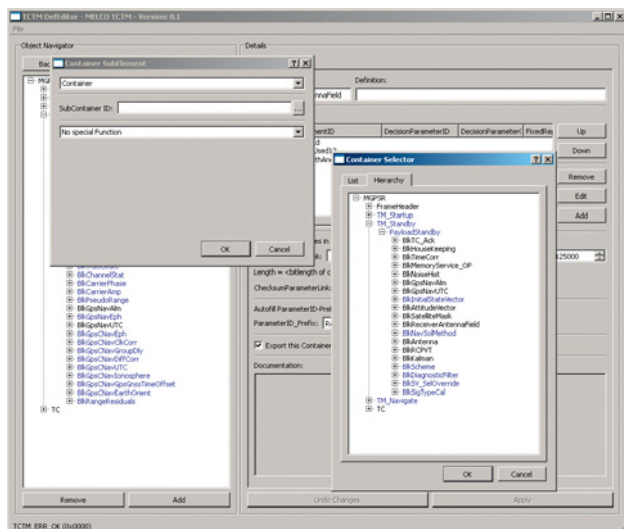 TCTM DefEditor - MELCO TCTM - Version: 0.1
File
Object Navigator
Details
Container SubElement
Container
SubContainer ID:
...
No special Function
OK
Cancel
Definition:
DecisionParameterID
Up
Down
Remove
Edit
Add
Container Selector
List
Hierarchy
MGPSR
FrameHeader
TM_Startup
TM_Standby
PayloadStandby
BlkTC_Ack
BlkHouseKeeping
BlkTimeCorr
BlkMemoryService_OP
BlkNoiseHist
BlkGpsNavAlm
BlkGpsNavUTC
BlkInitialStateVector
BlkAttitudeVector
BlkSatelliteMask
BlkReceiverAntennaField
BlkNavSolMethod
BlkAntenna
BlkRCPVT
BlkKalman
BlkScheme
BlkDiagnosticFilter
BlkSV_SelOverride
BlkSigTypeCal
TM_Navigate
TC
OK
Cancel
BlkChannelStat
BlkCarrierPhase
BlkCarrierAmp
BlkPseudoRange
BlkGpsNavAlm
BlkGpsNavEph
BlkGpsNavUTC
BlkGpsCNavEph
BlkGpsCNavClkCorr
BlkGpsCNavGroupDly
BlkGpsCNavDiffCorr
BlkGpsCNavUTC
BlkGpsCNavIonosphere
BlkGpsCNavGpsGnssTimeOffset
BlkGpsCNavEarthOrient
BlkRangeResiduals
TC
Length = <bitlength of
ChecksumParameterLink:
Autofill ParameterID-Pref
ParameterID_Prefix:
Export this Container
Documentation:
Remove
Add
Undo Changes
Apply
TCTM_ERR_OK (0x0000)